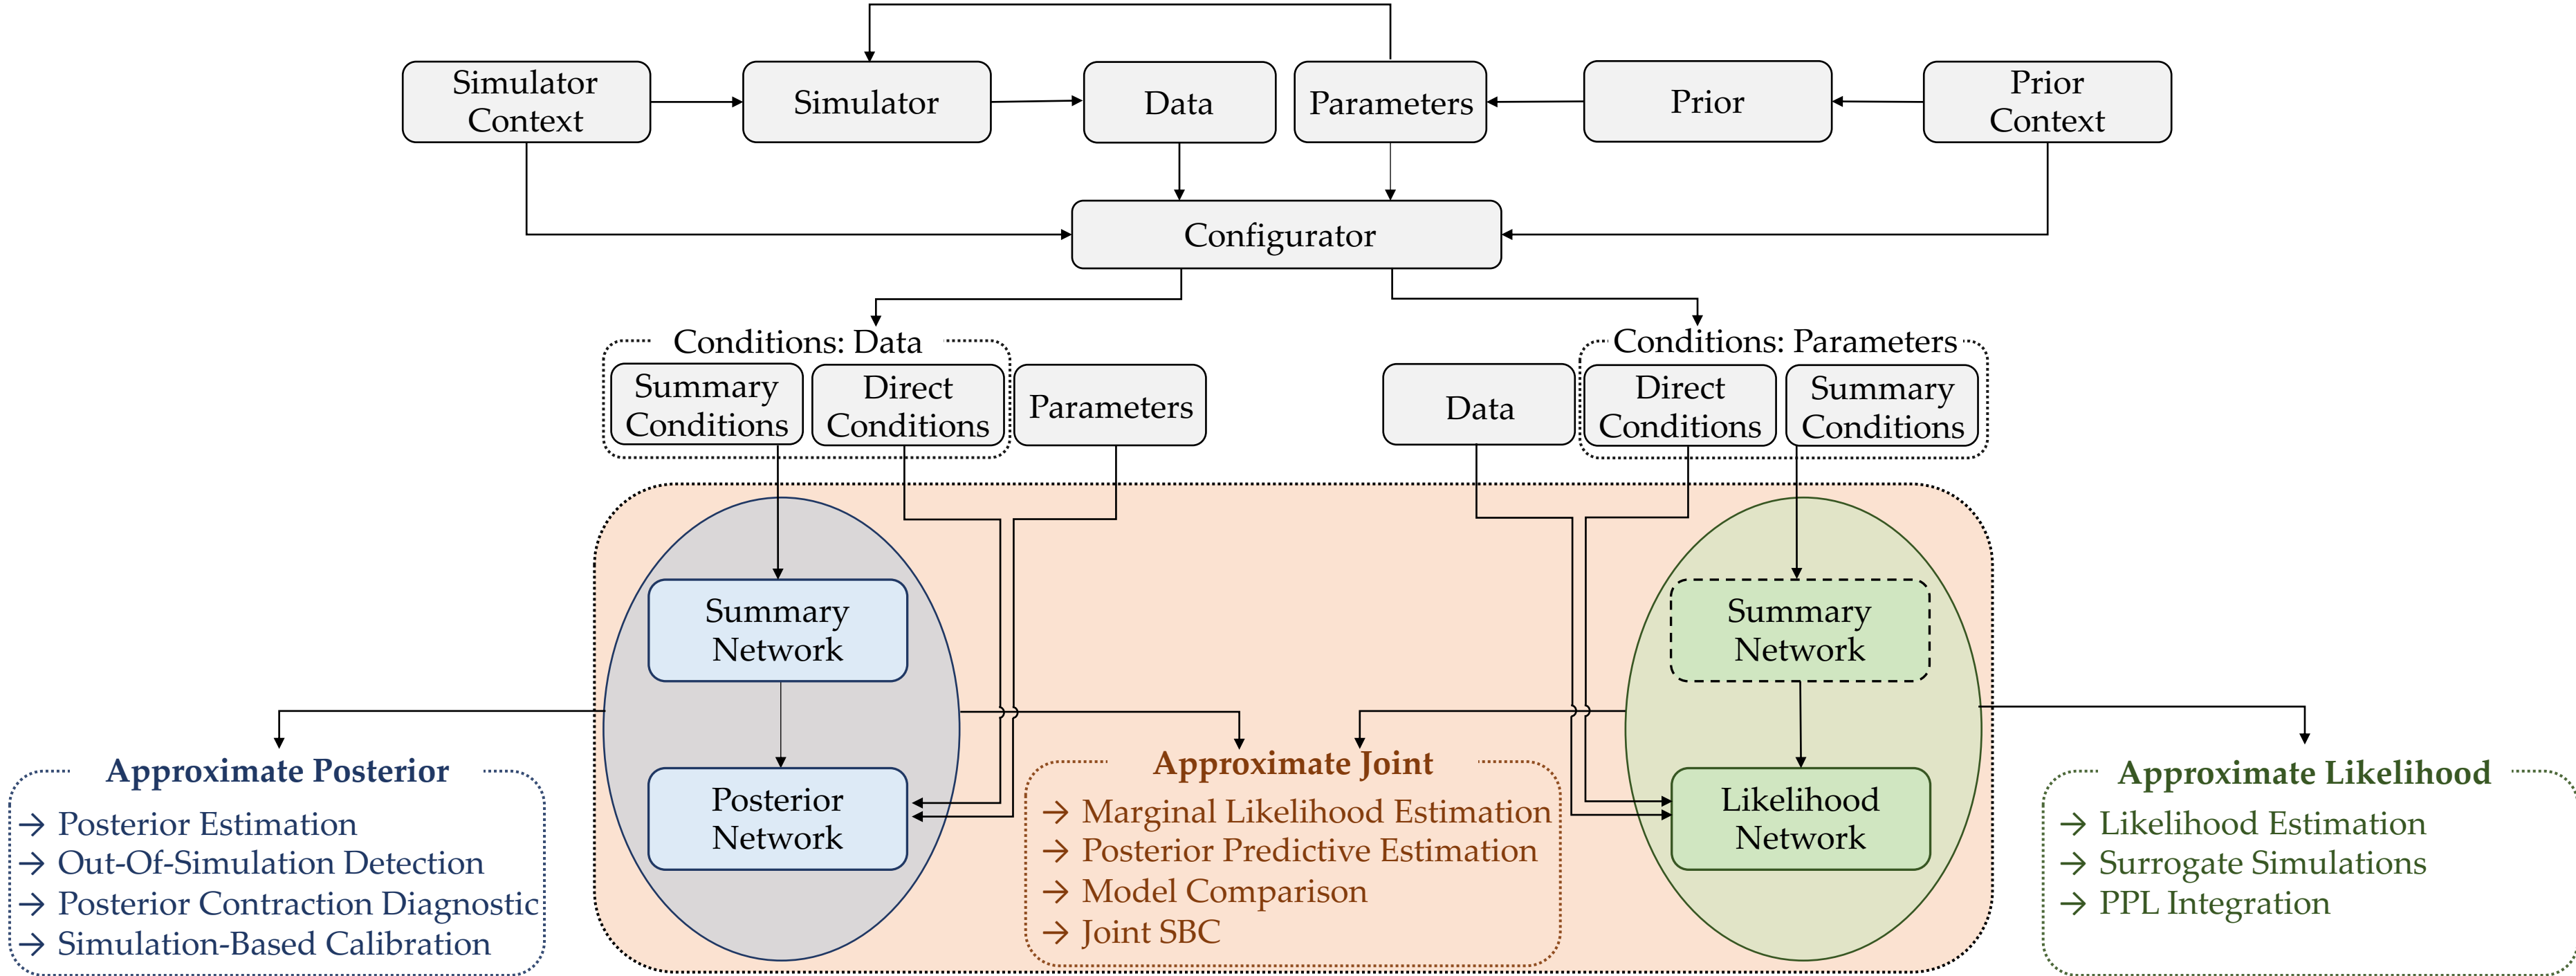 Simulator
Context
Simulator
Data
Parameters
Prior
Prior
Context
Configurator
Conditions: Data
Summary
Conditions
Direct
Conditions
Parameters
Data
Conditions: Parameters
Direct
Conditions
Summary
Conditions
Summary
Network
Posterior
Network
Summary
Network
Likelihood
Network
Approximate Posterior
→ Posterior Estimation
→ Out-Of-Simulation Detection
→ Posterior Contraction Diagnostic
→ Simulation-Based Calibration
Approximate Joint
→ Marginal Likelihood Estimation
→ Posterior Predictive Estimation
→ Model Comparison
→ Joint SBC
Approximate Likelihood
→ Likelihood Estimation
→ Surrogate Simulations
→ PPL Integration